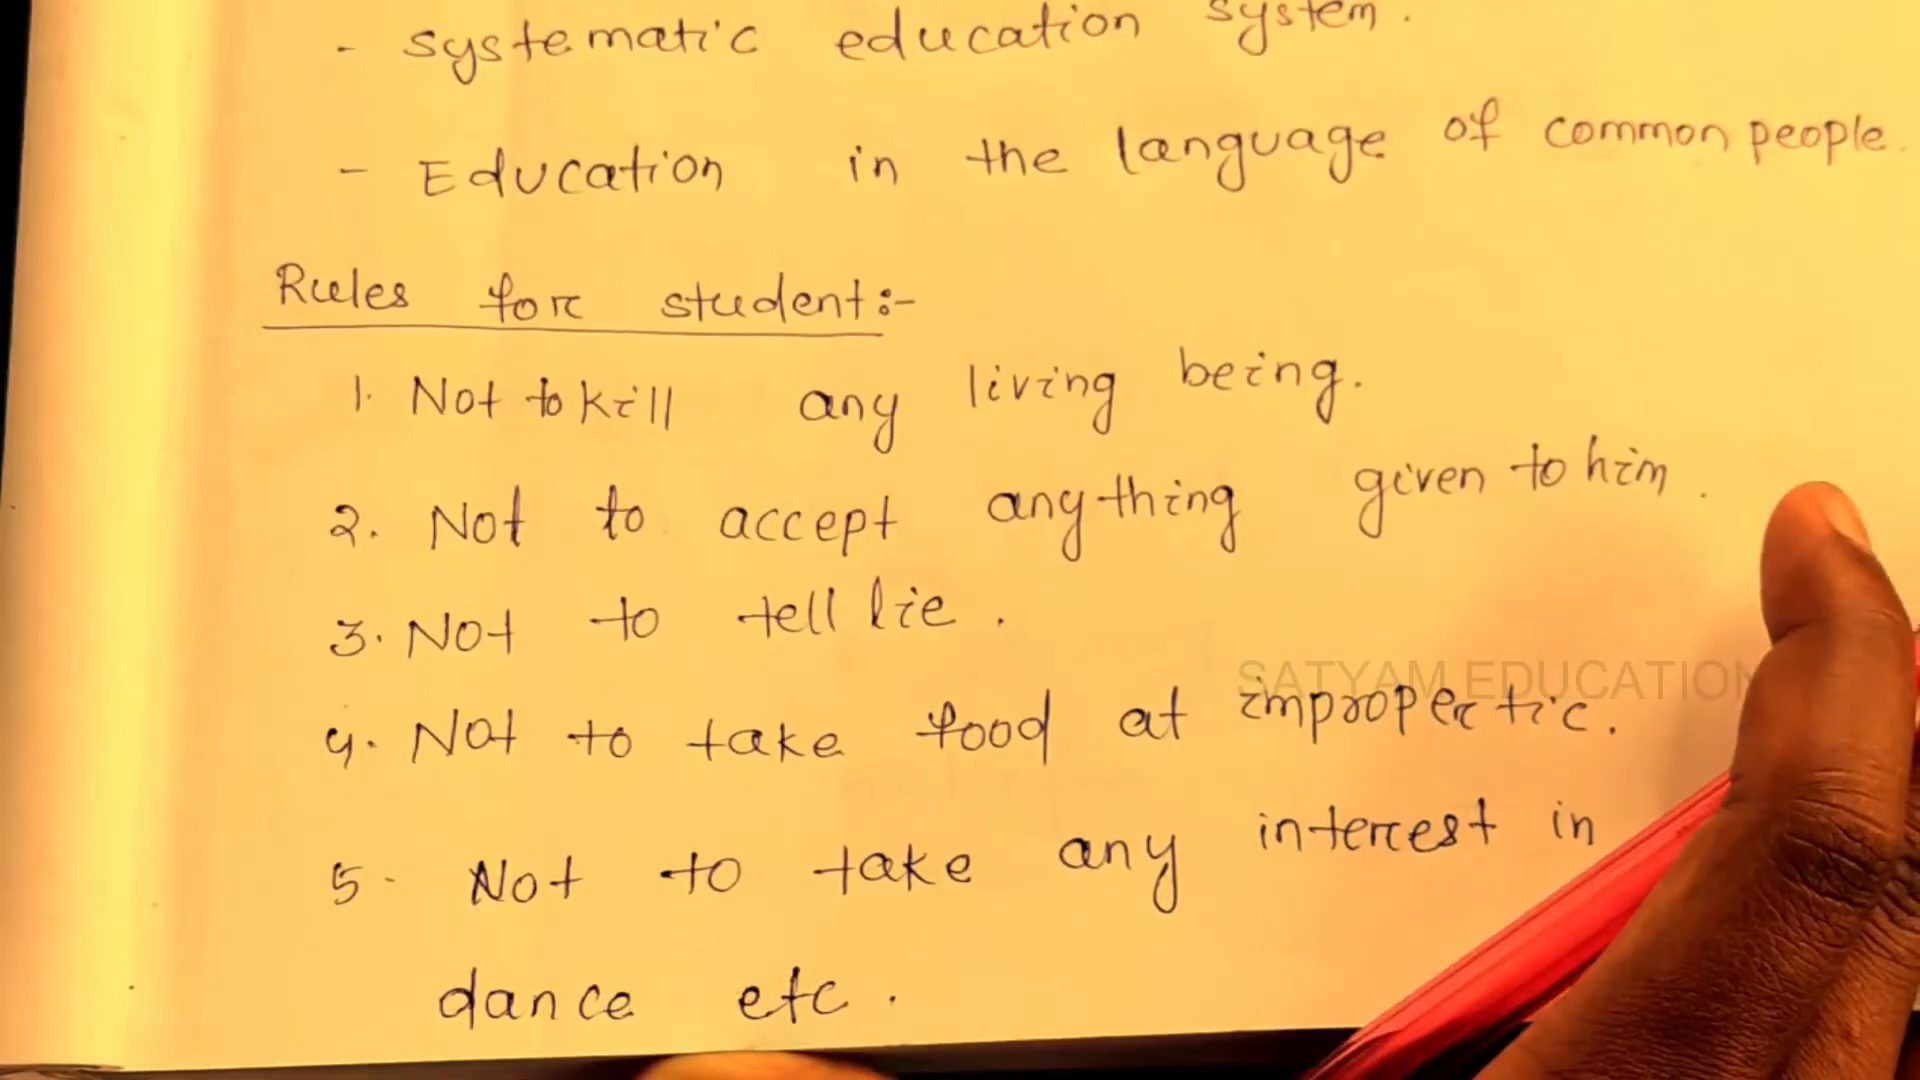 - systematic education system.
- Education in the language of common people.
Rules for student:-
1. Not to kill any living being.
2. Not to accept anything given to him.
3. Not to tell lie.
SATYAM EDUCATION
4. Not to take food at impropertic.
5- Not to take any interest in
dance etc.